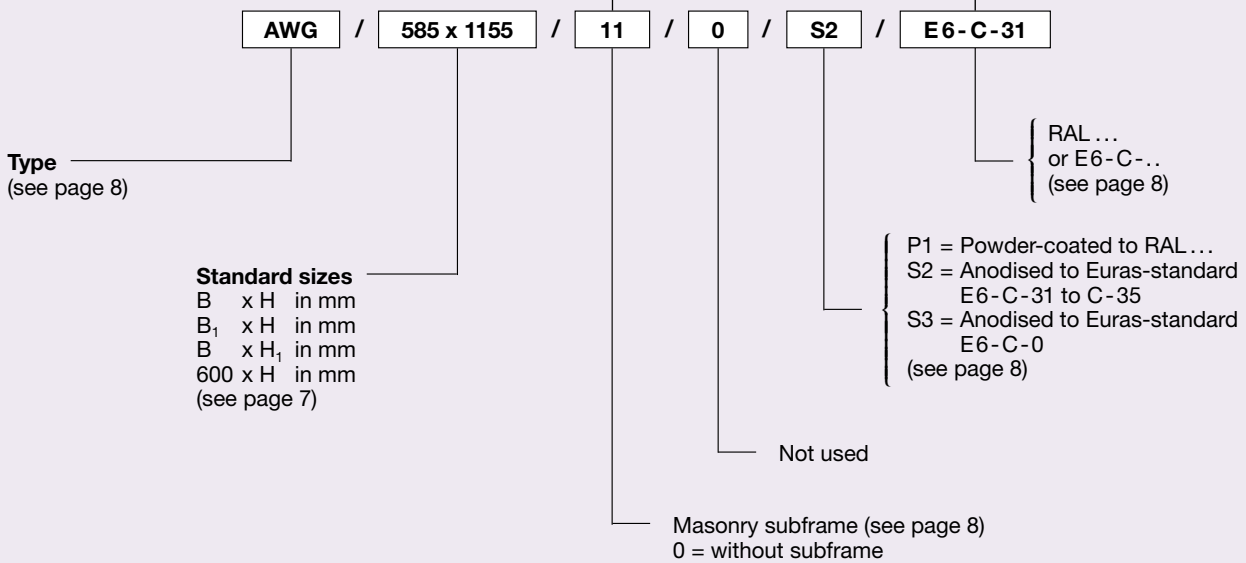 AWG / 585 x 1155 / 11 / 0 / S2 / E6-C-31
Type
(see page 8)
RAL ...
or E6-C-..
(see page 8)
Standard sizes
B x H in mm
B₁ x H in mm
B x H₁ in mm
600 x H in mm
(see page 7)
P1 = Powder-coated to RAL...
S2 = Anodised to Euras-standard
E6-C-31 to C-35
S3 = Anodised to Euras-standard
E6-C-0
(see page 8)
Not used
Masonry subframe (see page 8)
0 = without subframe